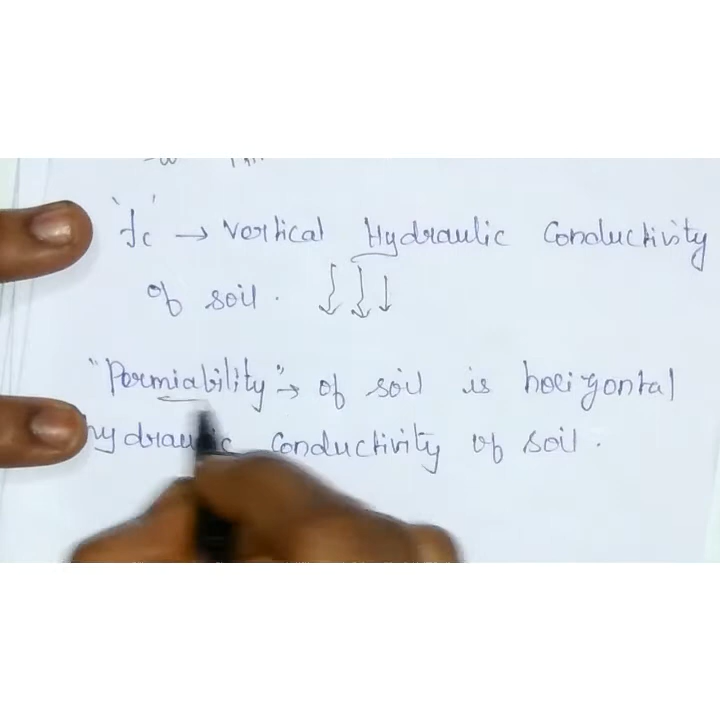 'fc' → Vertical Hydraulic Conductivity
of soil. ↓↓↓
"Permiability" → of soil is horizontal
hydraulic conductivity of soil.